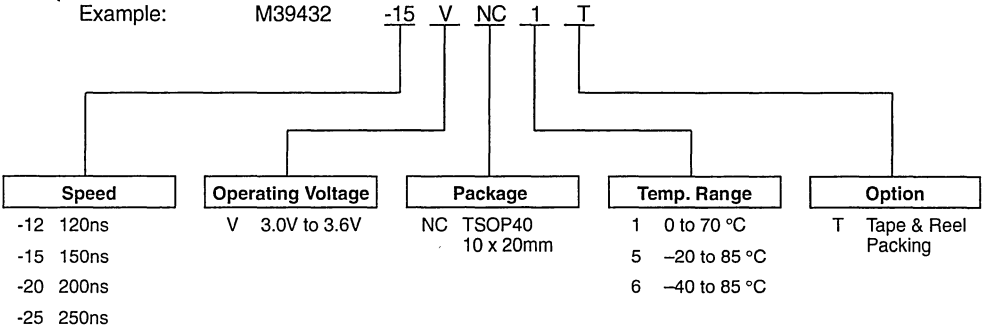 Example: M39432 -15 V NC 1 T
Speed
-12 120ns
-15 150ns
-20 200ns
-25 250ns
Operating Voltage
V 3.0V to 3.6V
Package
NC TSOP40
10 x 20mm
Temp. Range
1 0 to 70 °C
5 –20 to 85 °C
6 –40 to 85 °C
Option
T Tape & Reel
Packing